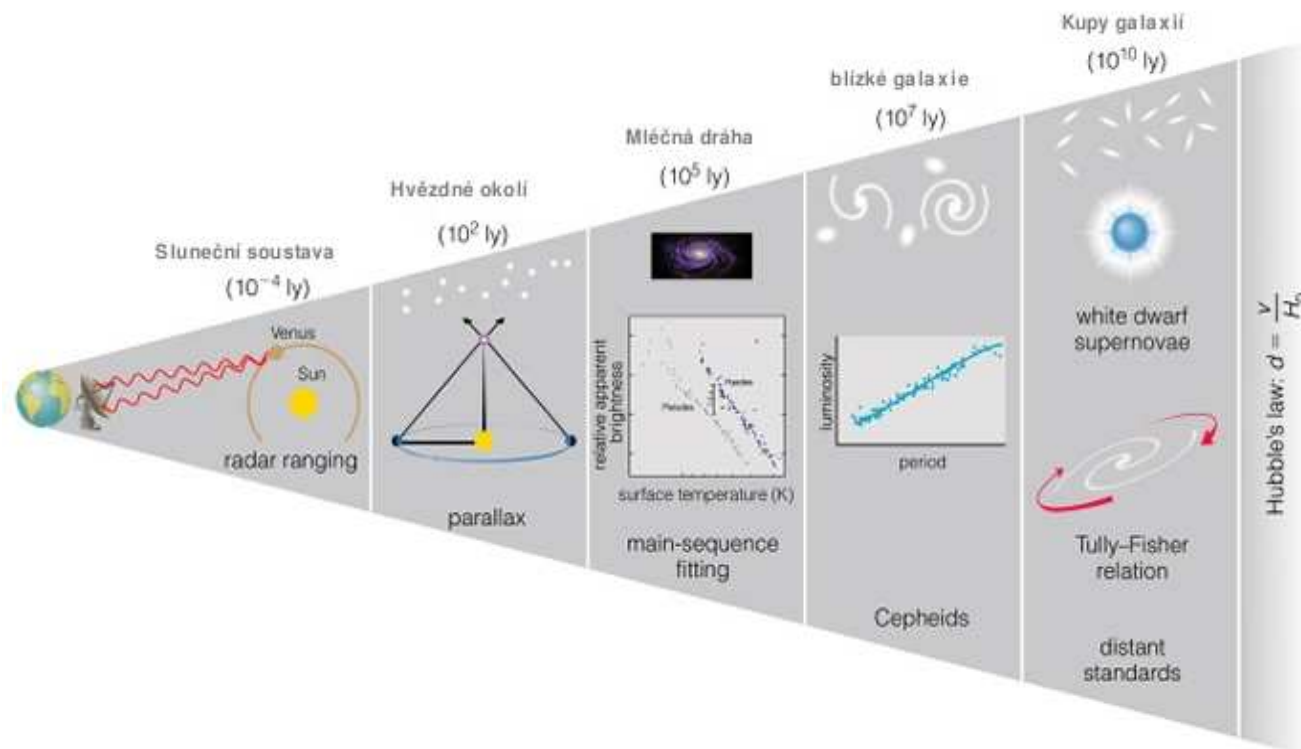 Sluneční soustava
(10⁻⁴ ly)
Venus
Sun
radar ranging
Hvězdné okolí
(10² ly)
parallax
Mléčná dráha
(10⁵ ly)
relative apparent
brightness
Hyades
Pleiades
surface temperature (K)
main-sequence
fitting
blízké galaxie
(10⁷ ly)
luminosity
period
Cepheids
Kupy galaxií
(10¹⁰ ly)
white dwarf
supernovae
Tully–Fisher
relation
distant
standards
Hubble's law: d = v/H₀